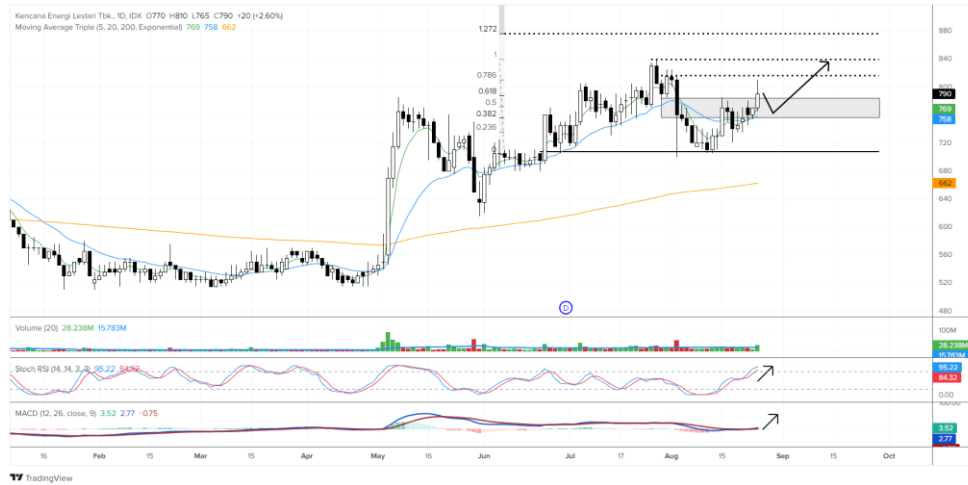 Kencana Energi Lestari Tbk., 1D, IDX O770 H810 L765 C790 +20 (+2.60%)
Moving Average Triple (5, 20, 200, Exponential) 769 758 662
1.272
1
0.786
0.618
0.5
0.382
0.236
0
880
840
800
790
769
758
720
680
662
640
600
560
520
480
D
Volume (20) 28.238M 15.783M
100M
28.238M
15.783M
Stoch RSI (14, 14, 3, 3) 95.22 84.32
95.22
84.32
0.00
MACD (12, 26, close, 9) 3.52 2.77 −0.75
100.00
3.52
2.77
16 Feb 15 Mar 15 Apr May 16 Jun Jul 17 Aug 15 Sep 15 Oct
TradingView